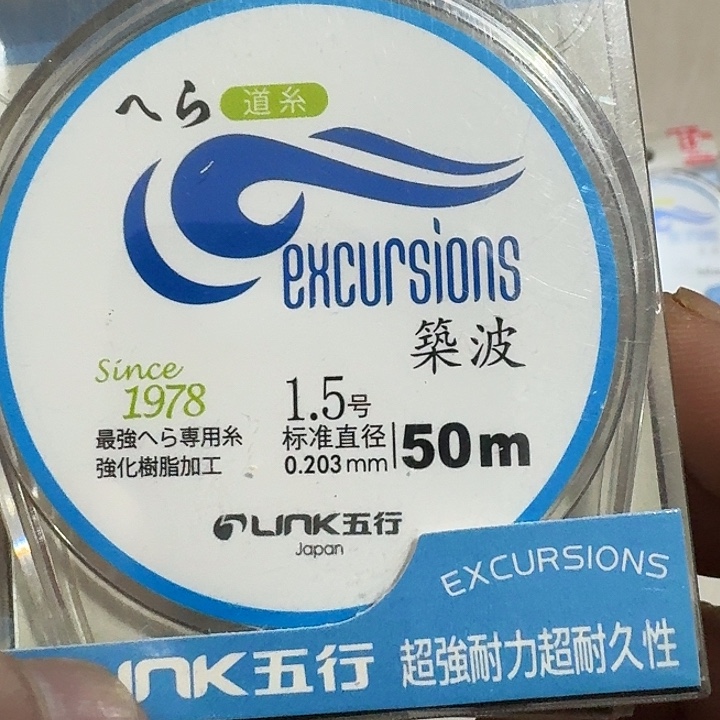 へら 道糸
excursions
築波
Since
1978
1.5号
最強へら専用糸
強化樹脂加工
标准直径
0.203mm
50m
LINK五行
Japan
EXCURSIONS
LINK五行 超強耐力超耐久性